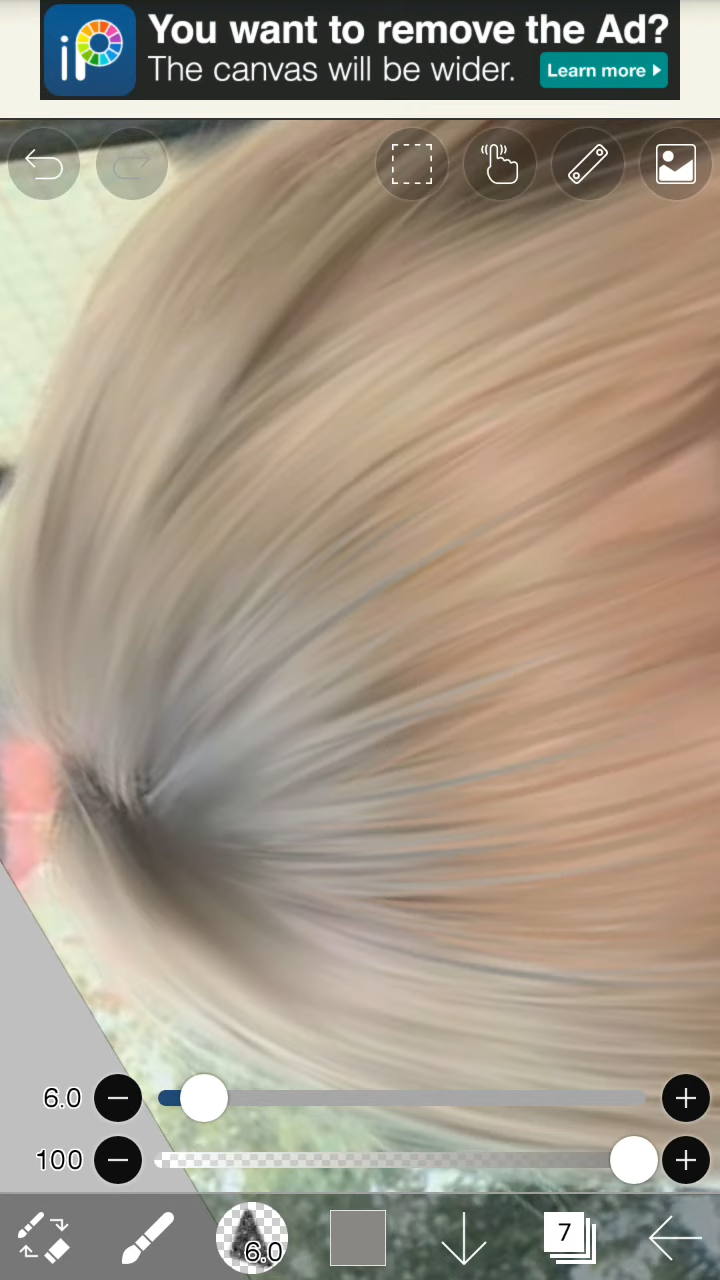 iP
You want to remove the Ad?
The canvas will be wider.
Learn more
6.0
100
6.0
7